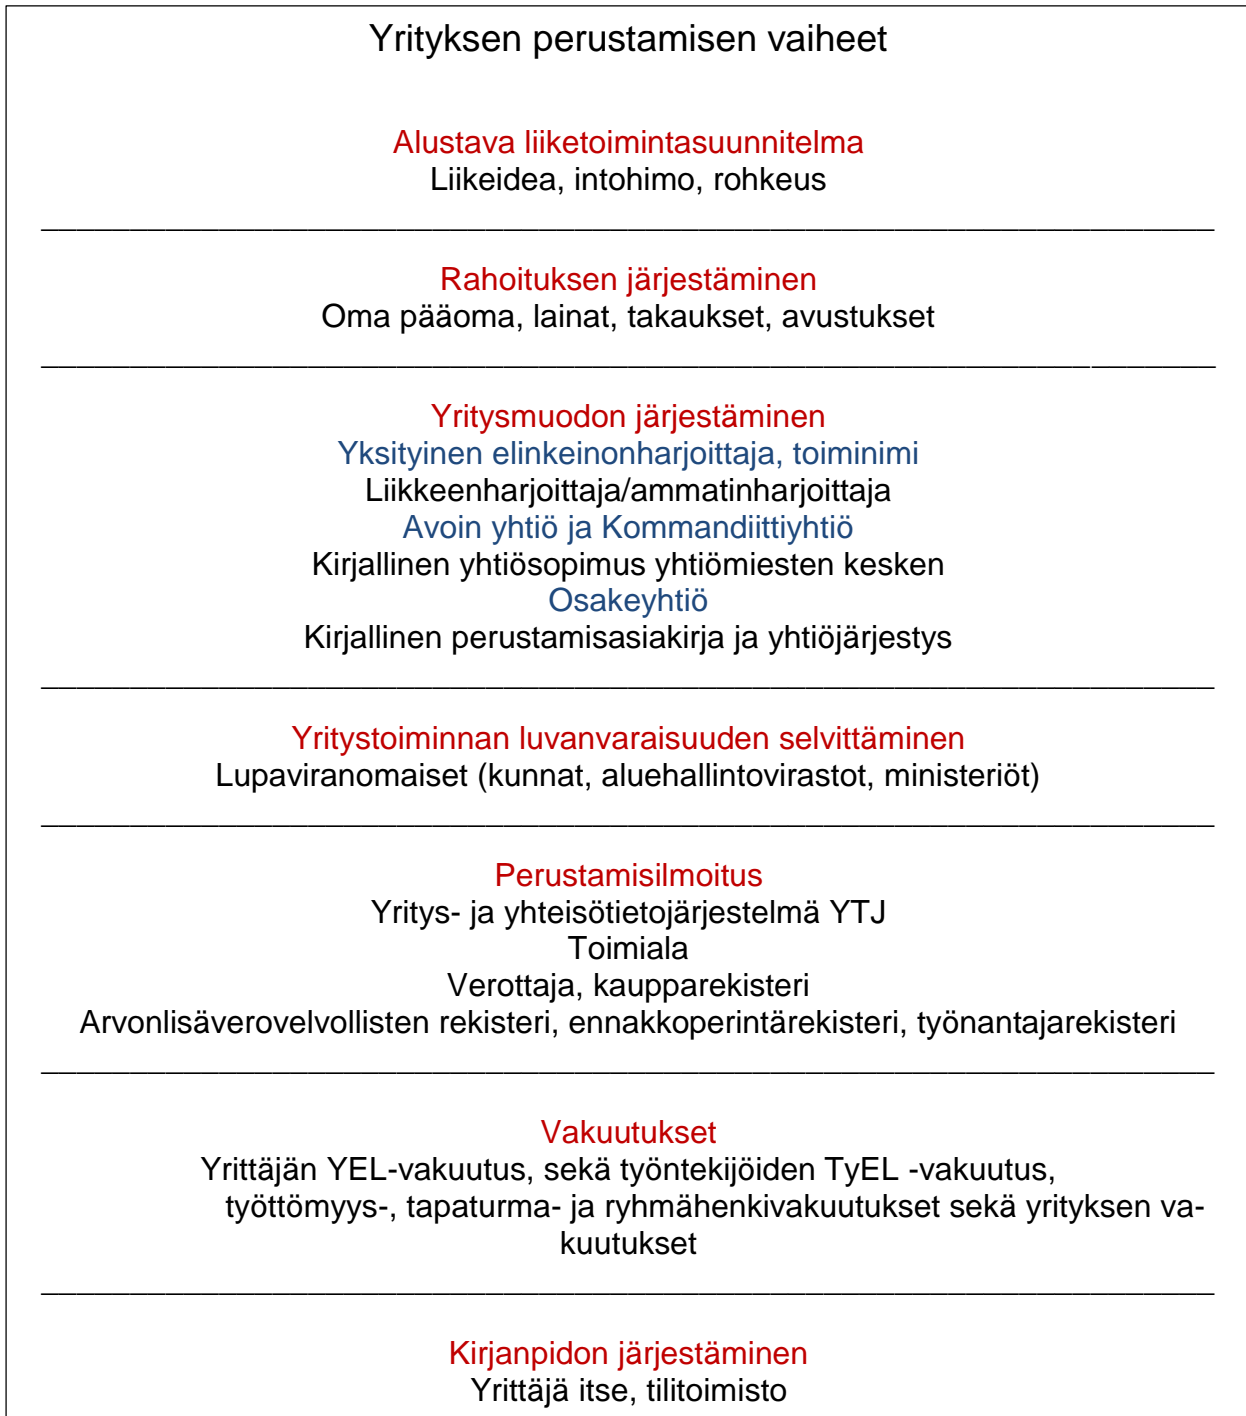 Yrityksen perustamisen vaiheet
Alustava liiketoimintasuunnitelma
Liikeidea, intohimo, rohkeus
Rahoituksen järjestäminen
Oma pääoma, lainat, takaukset, avustukset
Yritysmuodon järjestäminen
Yksityinen elinkeinonharjoittaja, toiminimi
Liikkeenharjoittaja/ammatinharjoittaja
Avoin yhtiö ja Kommandiittiyhtiö
Kirjallinen yhtiösopimus yhtiömiesten kesken
Osakeyhtiö
Kirjallinen perustamisasiakirja ja yhtiöjärjestys
Yritystoiminnan luvanvaraisuuden selvittäminen
Lupaviranomaiset (kunnat, aluehallintovirastot, ministeriöt)
Perustamisilmoitus
Yritys- ja yhteisötietojärjestelmä YTJ
Toimiala
Verottaja, kaupparekisteri
Arvonlisäverovelvollisten rekisteri, ennakkoperintärekisteri, työnantajarekisteri
Vakuutukset
Yrittäjän YEL-vakuutus, sekä työntekijöiden TyEL -vakuutus,
työttömyys-, tapaturma- ja ryhmähenkivakuutukset sekä yrityksen va-
kuutukset
Kirjanpidon järjestäminen
Yrittäjä itse, tilitoimisto